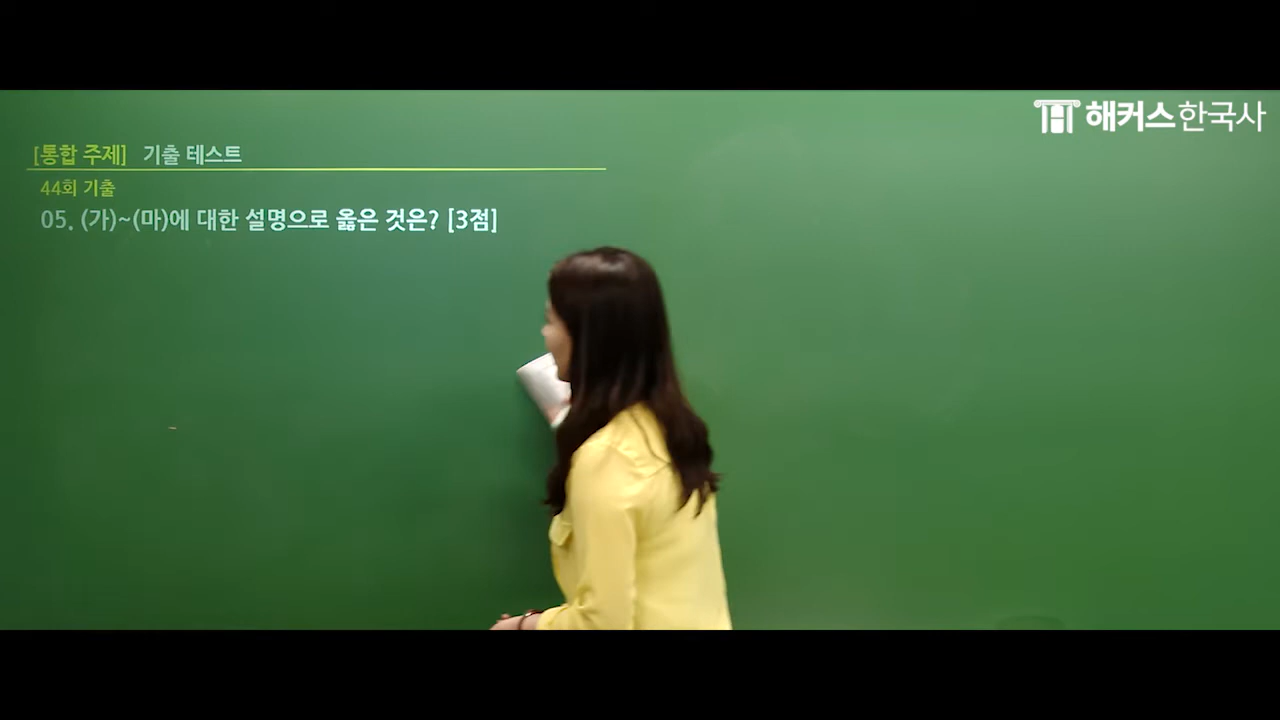 해커스한국사
[통합 주제] 기출 테스트
44회 기출
05. (가)~(마)에 대한 설명으로 옳은 것은? [3점]